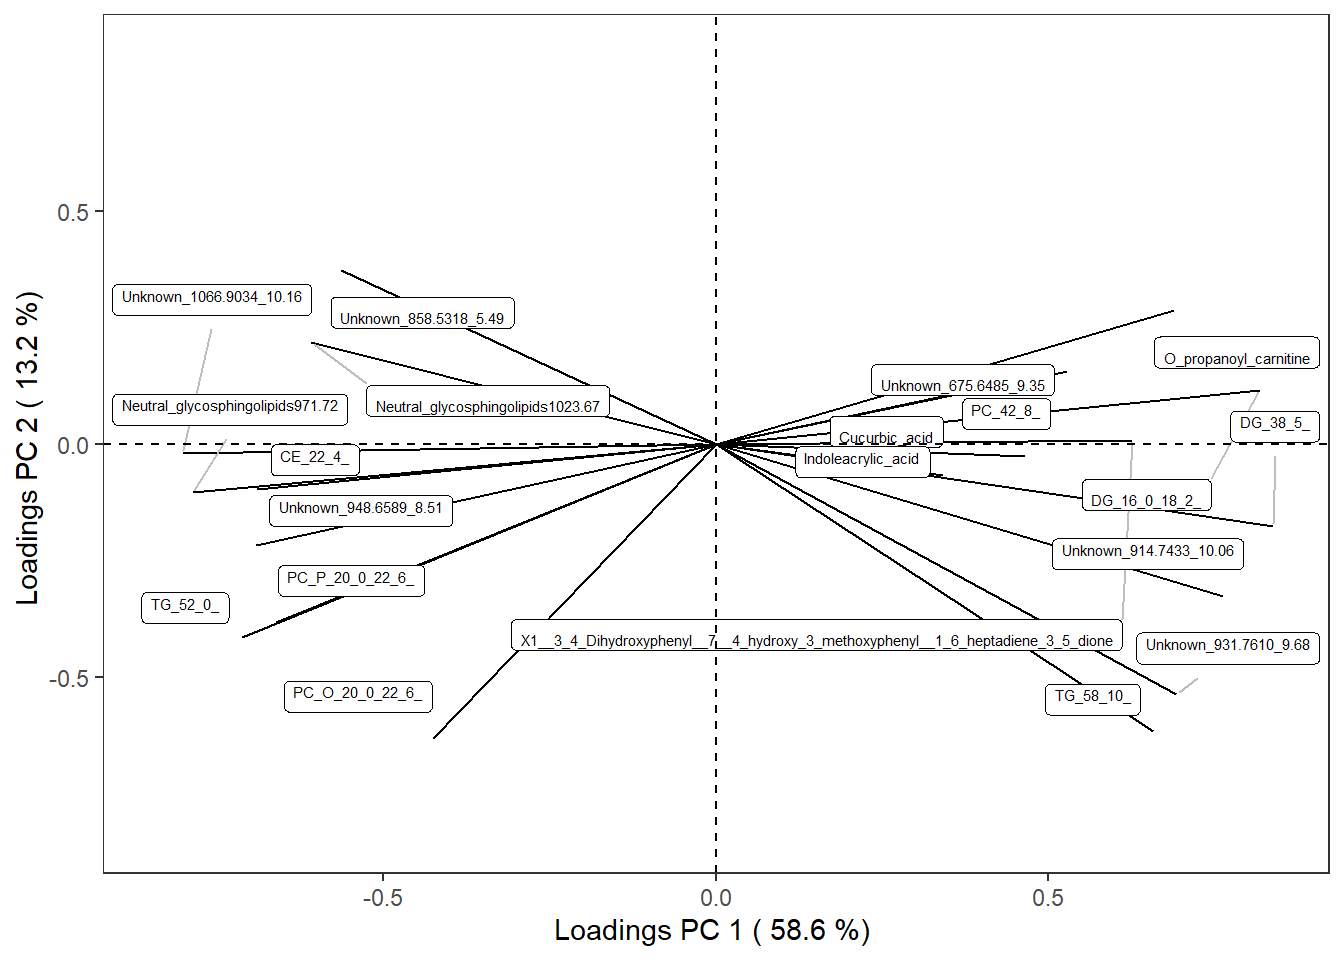 0.5
0.0
-0.5
Loadings PC 2 ( 13.2 %)
Unknown_1066.9034_10.16
Unknown_858.5318_5.49
O_propanoyl_carnitine
Unknown_675.6485_9.35
Neutral_glycosphingolipids971.72
Neutral_glycosphingolipids1023.67
PC_42_8_
DG_38_5_
Cucurbic_acid
CE_22_4_
Indoleacrylic_acid
DG_16_0_18_2_
Unknown_948.6589_8.51
Unknown_914.7433_10.06
PC_P_20_0_22_6_
TG_52_0_
X1__3_4_Dihydroxyphenyl__7__4_hydroxy_3_methoxyphenyl__1_6_heptadiene_3_5_dione
Unknown_931.7610_9.68
PC_O_20_0_22_6_
TG_58_10_
-0.5
0.0
0.5
Loadings PC 1 ( 58.6 %)